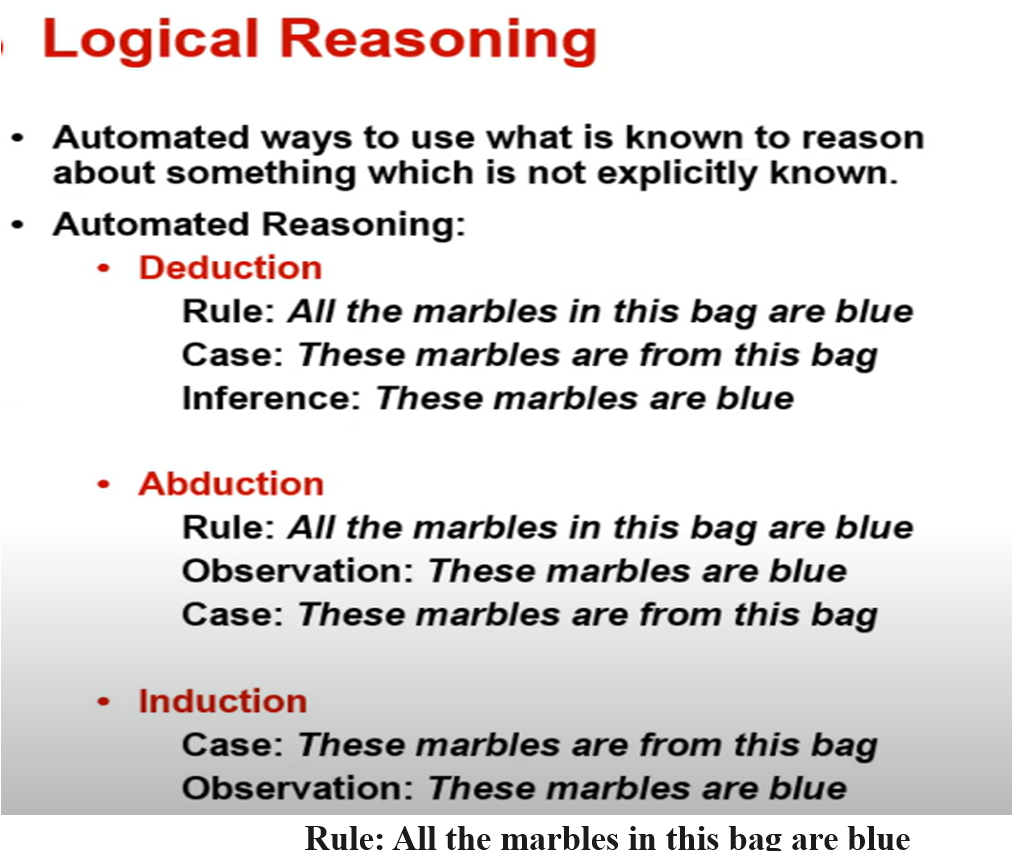 Logical Reasoning
• Automated ways to use what is known to reason
about something which is not explicitly known.
• Automated Reasoning:
• Deduction
Rule: All the marbles in this bag are blue
Case: These marbles are from this bag
Inference: These marbles are blue
• Abduction
Rule: All the marbles in this bag are blue
Observation: These marbles are blue
Case: These marbles are from this bag
• Induction
Case: These marbles are from this bag
Observation: These marbles are blue
Rule: All the marbles in this bag are blue